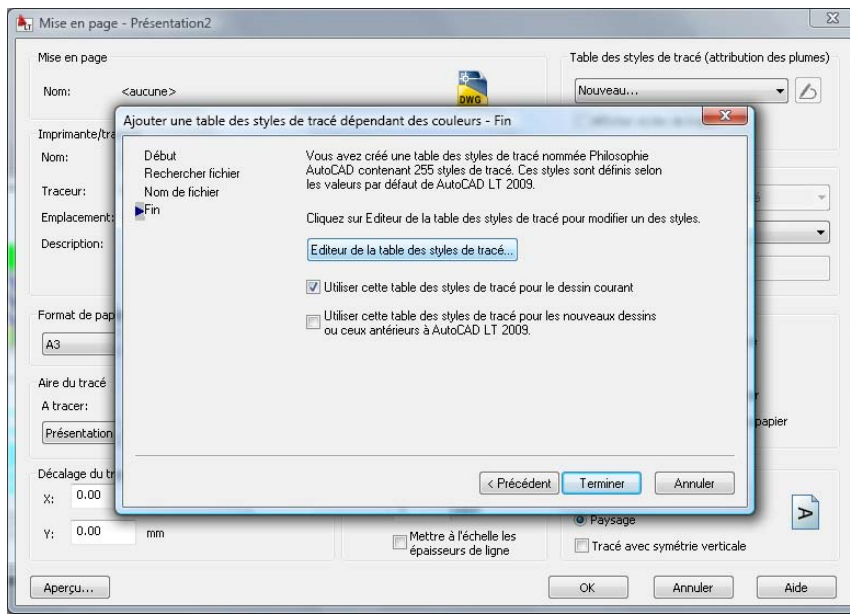 Mise en page - Présentation2
Mise en page
Nom: <aucune>
DWG
Table des styles de tracé (attribution des plumes)
Nouveau...
Imprimante/tra
Nom:
Traceur:
Emplacement:
Description:
Format de pap
A3
Aire du tracé
A tracer:
Présentation
Décalage du tr
X: 0.00
Y: 0.00 mm
Ajouter une table des styles de tracé dépendant des couleurs - Fin
Début
Rechercher fichier
Nom de fichier
Fin
Vous avez créé une table des styles de tracé nommée Philosophie
AutoCAD contenant 255 styles de tracé. Ces styles sont définis selon
les valeurs par défaut de AutoCAD LT 2009.
Cliquez sur Editeur de la table des styles de tracé pour modifier un des styles.
Editeur de la table des styles de tracé...
Utiliser cette table des styles de tracé pour le dessin courant
Utiliser cette table des styles de tracé pour les nouveaux dessins
ou ceux antérieurs à AutoCAD LT 2009.
< Précédent Terminer Annuler
papier
Mettre à l'échelle les
épaisseurs de ligne
Paysage
Tracé avec symétrie verticale
A
Aperçu... OK Annuler Aide